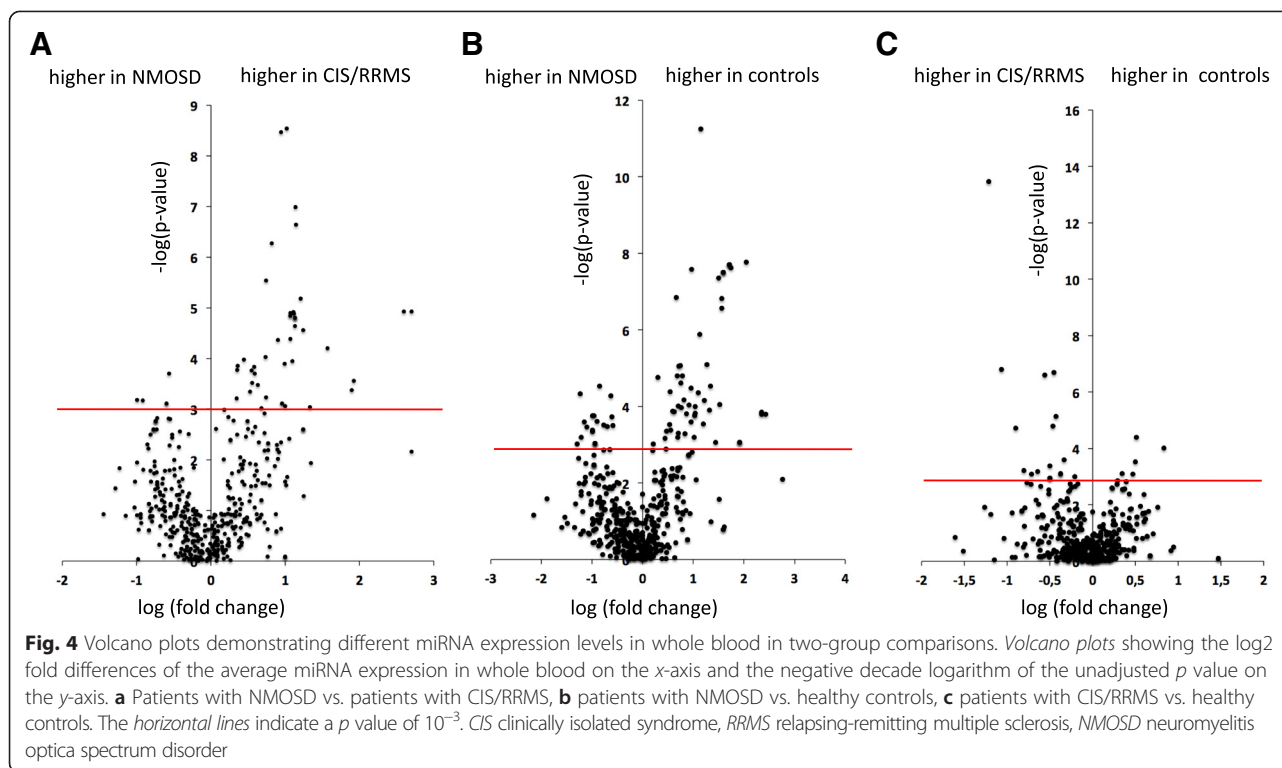 A
B
C
higher in NMOSD higher in CIS/RRMS
higher in NMOSD higher in controls
higher in CIS/RRMS higher in controls
9
8
7
6
5
4
3
2
1
0
-log(p-value)
-2 -1 0 1 2 3
log (fold change)
12
10
8
6
4
2
0
-log(p-value)
-3 -2 -1 0 1 2 3 4
log (fold change)
16
14
12
10
8
6
4
2
0
-log(p-value)
-2 -1,5 -1 -0,5 0 0,5 1 1,5 2
log (fold change)
Fig. 4 Volcano plots demonstrating different miRNA expression levels in whole blood in two-group comparisons. Volcano plots showing the log2
fold differences of the average miRNA expression in whole blood on the x-axis and the negative decade logarithm of the unadjusted p value on
the y-axis. a Patients with NMOSD vs. patients with CIS/RRMS, b patients with NMOSD vs. healthy controls, c patients with CIS/RRMS vs. healthy
controls. The horizontal lines indicate a p value of 10⁻³. CIS clinically isolated syndrome, RRMS relapsing-remitting multiple sclerosis, NMOSD neuromyelitis
optica spectrum disorder